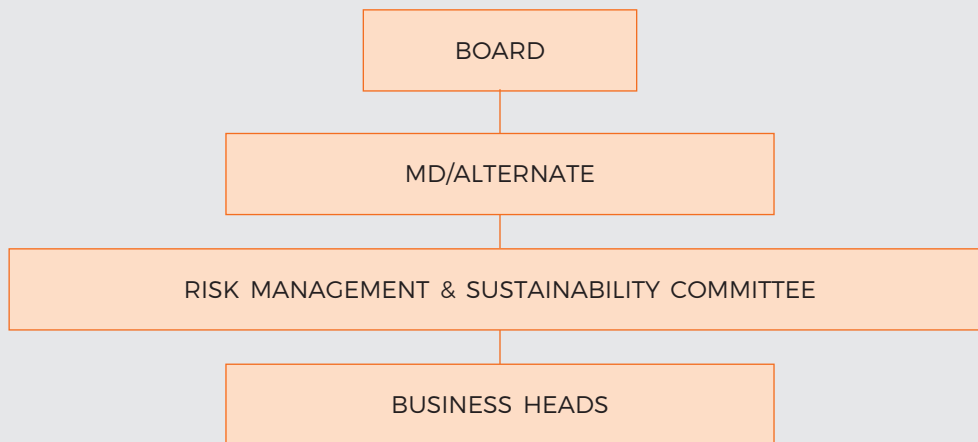 BOARD
MD/ALTERNATE
RISK MANAGEMENT & SUSTAINABILITY COMMITTEE
BUSINESS HEADS